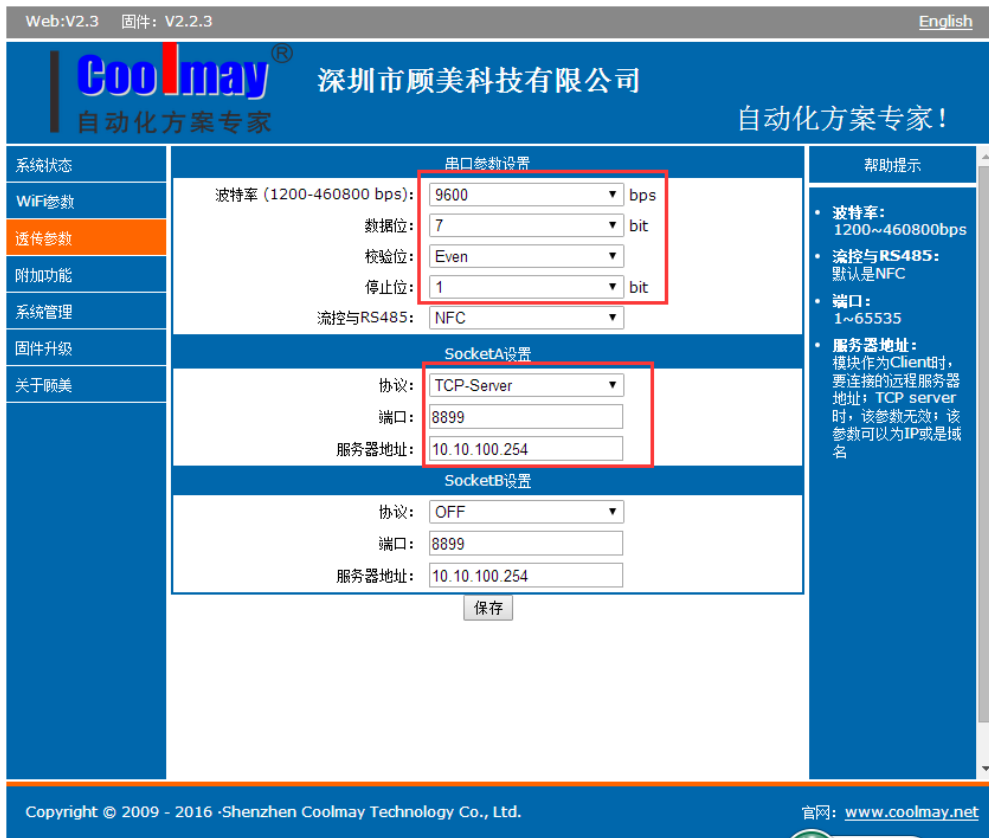 Web:V2.3 固件: V2.2.3 English
Coolmay® 深圳市顾美科技有限公司
自动化方案专家 自动化方案专家!
系统状态
WiFi参数
透传参数
附加功能
系统管理
固件升级
关于顾美
串口参数设置
波特率 (1200-460800 bps): 9600 bps
数据位: 7 bit
校验位: Even
停止位: 1 bit
流控与RS485: NFC
SocketA设置
协议: TCP-Server
端口: 8899
服务器地址: 10.10.100.254
SocketB设置
协议: OFF
端口: 8899
服务器地址: 10.10.100.254
保存
帮助提示
• 波特率:
1200~460800bps
• 流控与RS485:
默认是NFC
• 端口:
1~65535
• 服务器地址:
模块作为Client时,
要连接的远程服务器
地址; TCP server
时, 该参数无效; 该
参数可以为IP或是域
名
Copyright © 2009 - 2016 ·Shenzhen Coolmay Technology Co., Ltd. 官网: www.coolmay.net